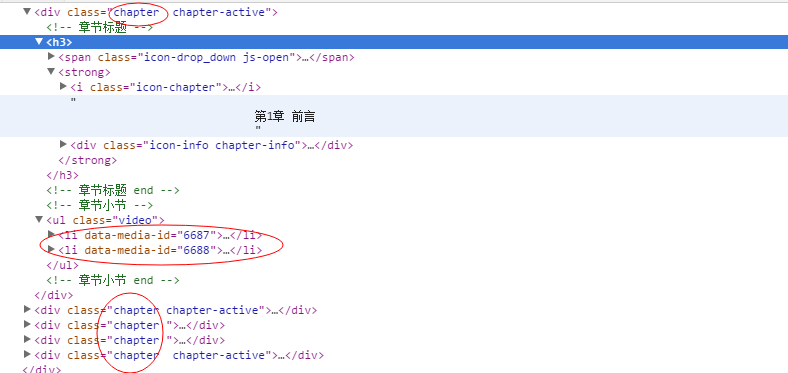 <div class="chapter  chapter-active">
<!-- 章节标题 -->
<h3>
<span class="icon-drop_down js-open">…</span>
<strong>
<i class="icon-chapter">…</i>
"
第1章 前言
"
<div class="icon-info chapter-info">…</div>
</strong>
</h3>
<!-- 章节标题 end -->
<!-- 章节小节 -->
<ul class="video">
<li data-media-id="6687">…</li>
<li data-media-id="6688">…</li>
</ul>
<!-- 章节小节 end -->
</div>
<div class="chapter chapter-active">…</div>
<div class="chapter ">…</div>
<div class="chapter ">…</div>
<div class="chapter  chapter-active">…</div>
</div>